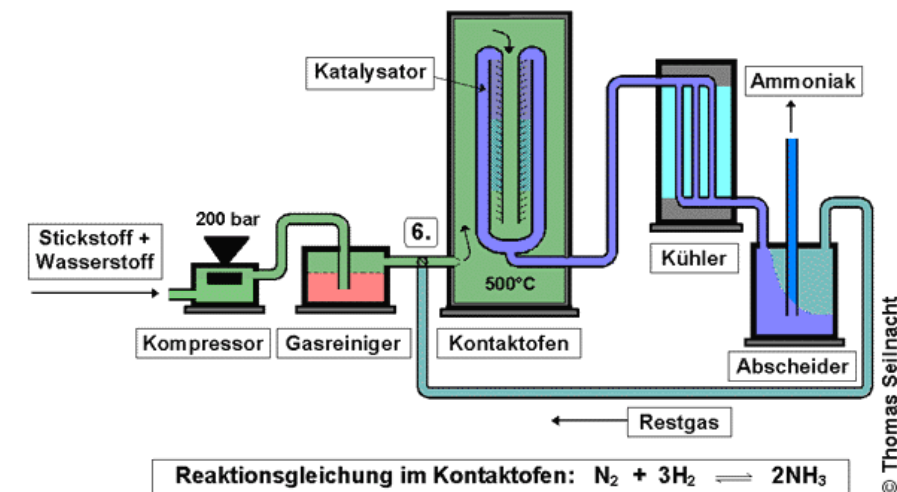 Katalysator
Ammoniak
200 bar
6.
Stickstoff +
Wasserstoff
Kühler
500°C
Kompressor
Gasreiniger
Kontaktofen
Abscheider
Restgas
Reaktionsgleichung im Kontaktofen: N₂ + 3H₂ ⇌ 2NH₃
© Thomas Seilnacht